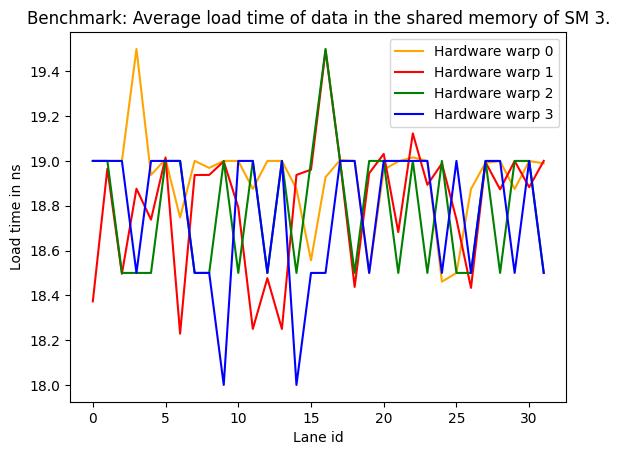 Benchmark: Average load time of data in the shared memory of SM 3.
Hardware warp 0
Hardware warp 1
Hardware warp 2
Hardware warp 3
Load time in ns
19.4
19.2
19.0
18.8
18.6
18.4
18.2
18.0
0 5 10 15 20 25 30
Lane id